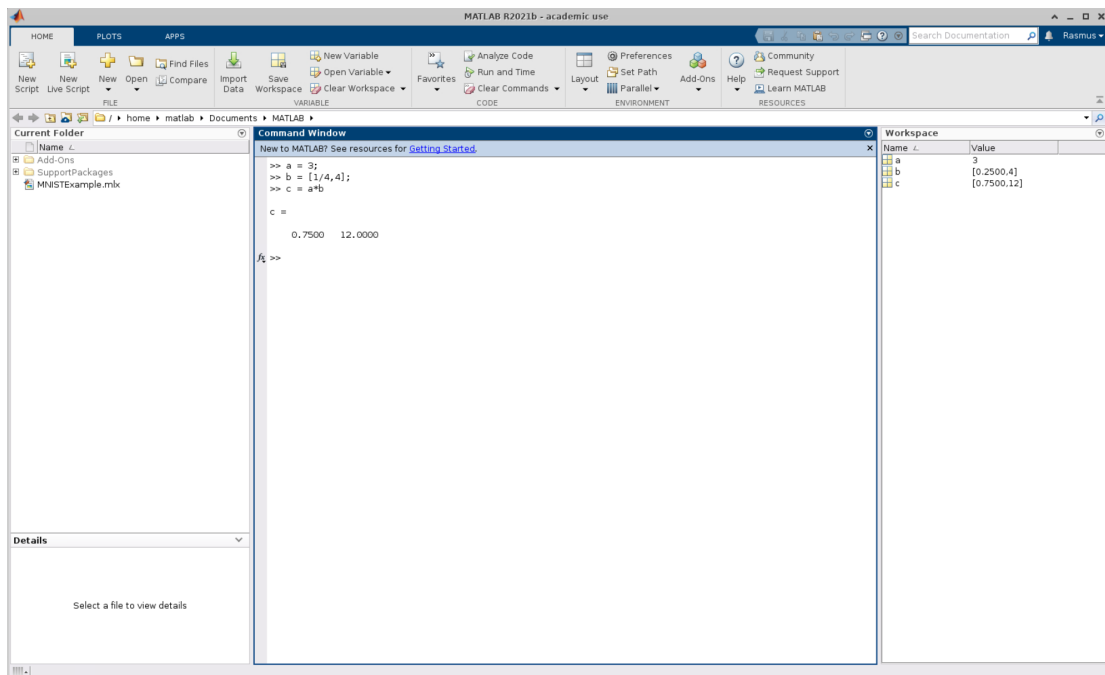 MATLAB R2021b - academic use
HOME PLOTS APPS
Search Documentation Rasmus
New Script
New Live Script
New
Open
Find Files
Compare
FILE
Import Data
Save Workspace
New Variable
Open Variable
Clear Workspace
VARIABLE
Favorites
Analyze Code
Run and Time
Clear Commands
CODE
Layout
Preferences
Set Path
Parallel
ENVIRONMENT
Add-Ons
Help
Community
Request Support
Learn MATLAB
RESOURCES
/ home matlab Documents MATLAB
Current Folder
Name
Add-Ons
SupportPackages
MNISTExample.mlx
Details
Select a file to view details
Command Window
New to MATLAB? See resources for Getting Started.
>> a = 3;
>> b = [1/4,4];
>> c = a*b
c =
0.7500 12.0000
fx >>
Workspace
Name Value
a 3
b [0.2500,4]
c [0.7500,12]